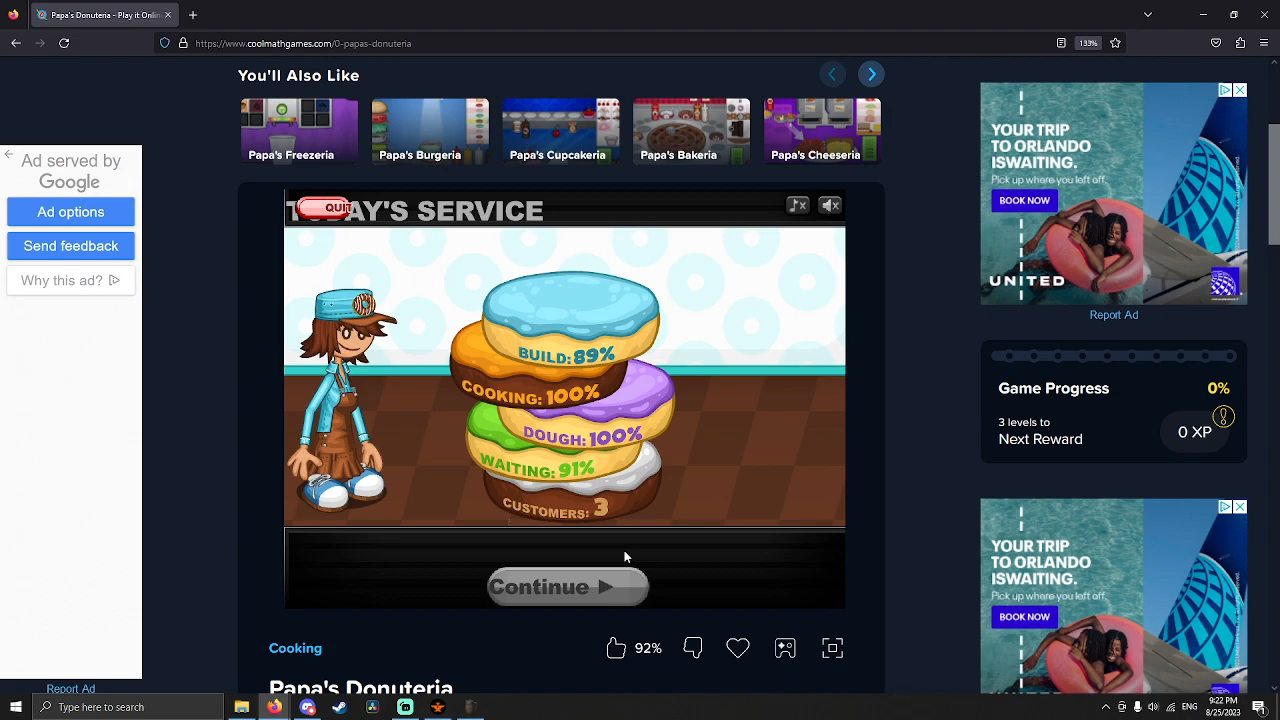 Papa's Donuteria - Play it Onlin
https://www.coolmathgames.com/0-papas-donuteria
133%
You'll Also Like
Papa's Freezeria
Papa's Burgeria
Papa's Cupcakeria
Papa's Bakeria
Papa's Cheeseria
Ad served by
Google
Ad options
Send feedback
Why this ad?
Report Ad
QUIT
TODAY'S SERVICE
BUILD: 89%
COOKING: 100%
DOUGH: 100%
WAITING: 91%
CUSTOMERS: 3
Continue
Cooking
92%
Papa's Donuteria
YOUR TRIP
TO ORLANDO
ISWAITING.
Pick up where you left off.
BOOK NOW
UNITED
Report Ad
Game Progress
0%
3 levels to
Next Reward
0 XP
YOUR TRIP
TO ORLANDO
ISWAITING.
Pick up where you left off.
BOOK NOW
Type here to search
ENG
9:22 PM
8/25/2023